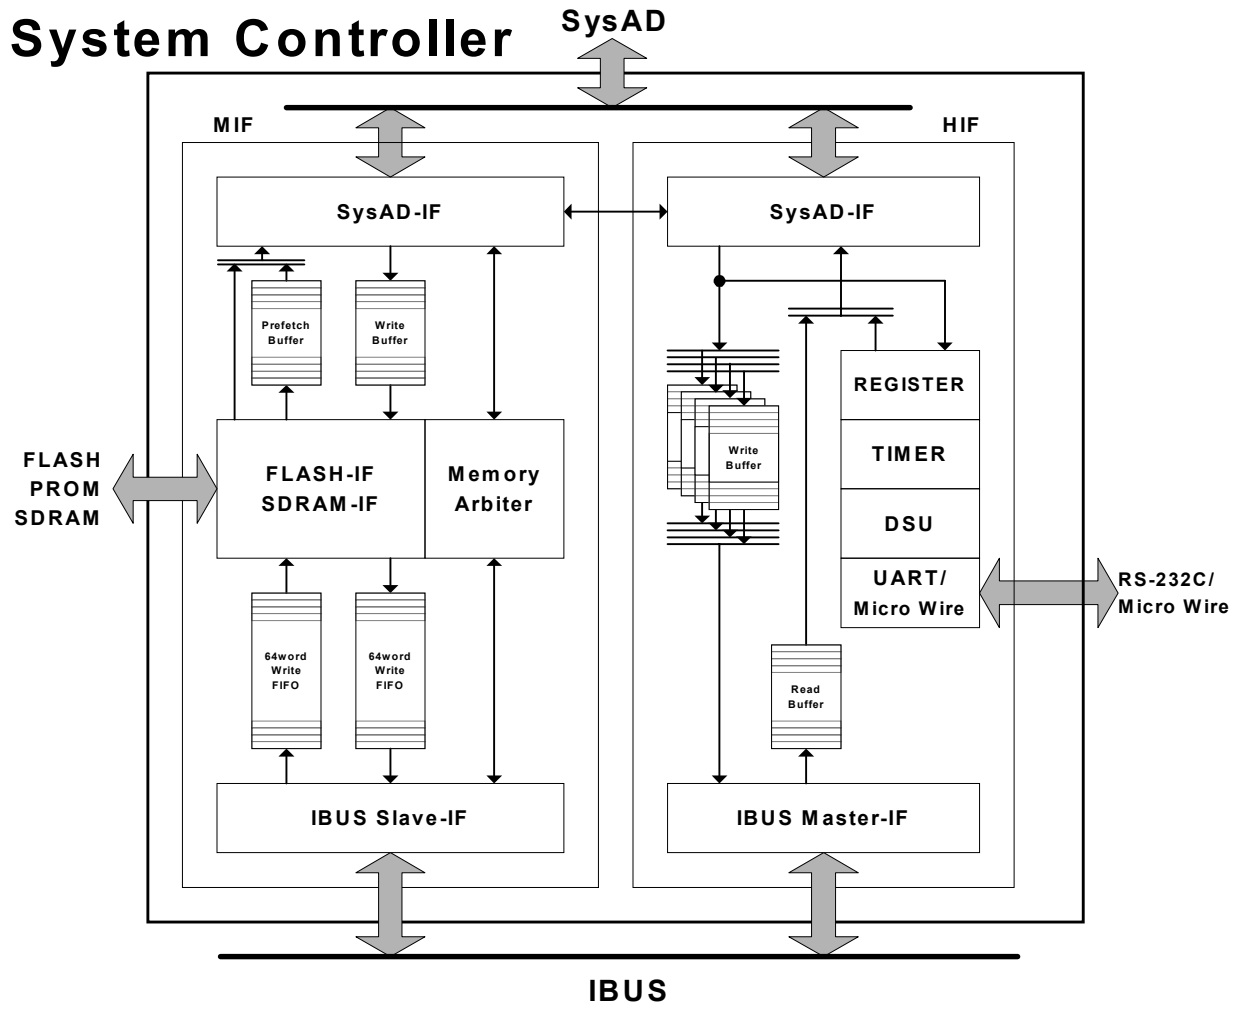 System Controller
SysAD
MIF
HIF
SysAD-IF
SysAD-IF
Prefetch
Buffer
Write
Buffer
REGISTER
TIMER
DSU
UART/
Micro Wire
Write
Buffer
FLASH
PROM
SDRAM
FLASH-IF
SDRAM-IF
Memory
Arbiter
RS-232C/
Micro Wire
64word
Write
FIFO
64word
Write
FIFO
Read
Buffer
IBUS Slave-IF
IBUS Master-IF
IBUS